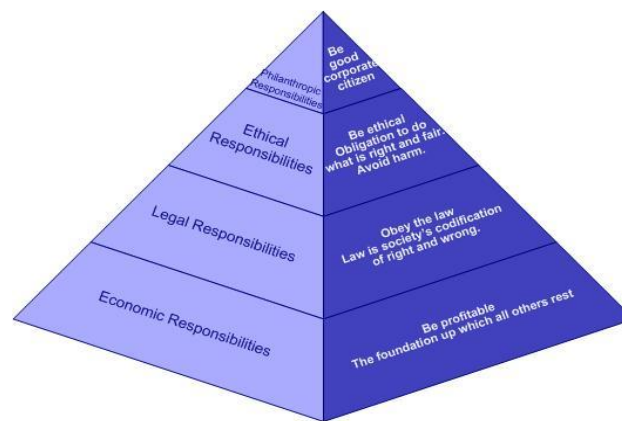 Philanthropic
Responsibilities
Be
good
corporate
citizen
Ethical
Responsibilities
Be ethical
Obligation to do
what is right and fair.
Avoid harm.
Legal Responsibilities
Obey the law
Law is society's codification
of right and wrong.
Economic Responsibilities
Be profitable
The foundation up which all others rest